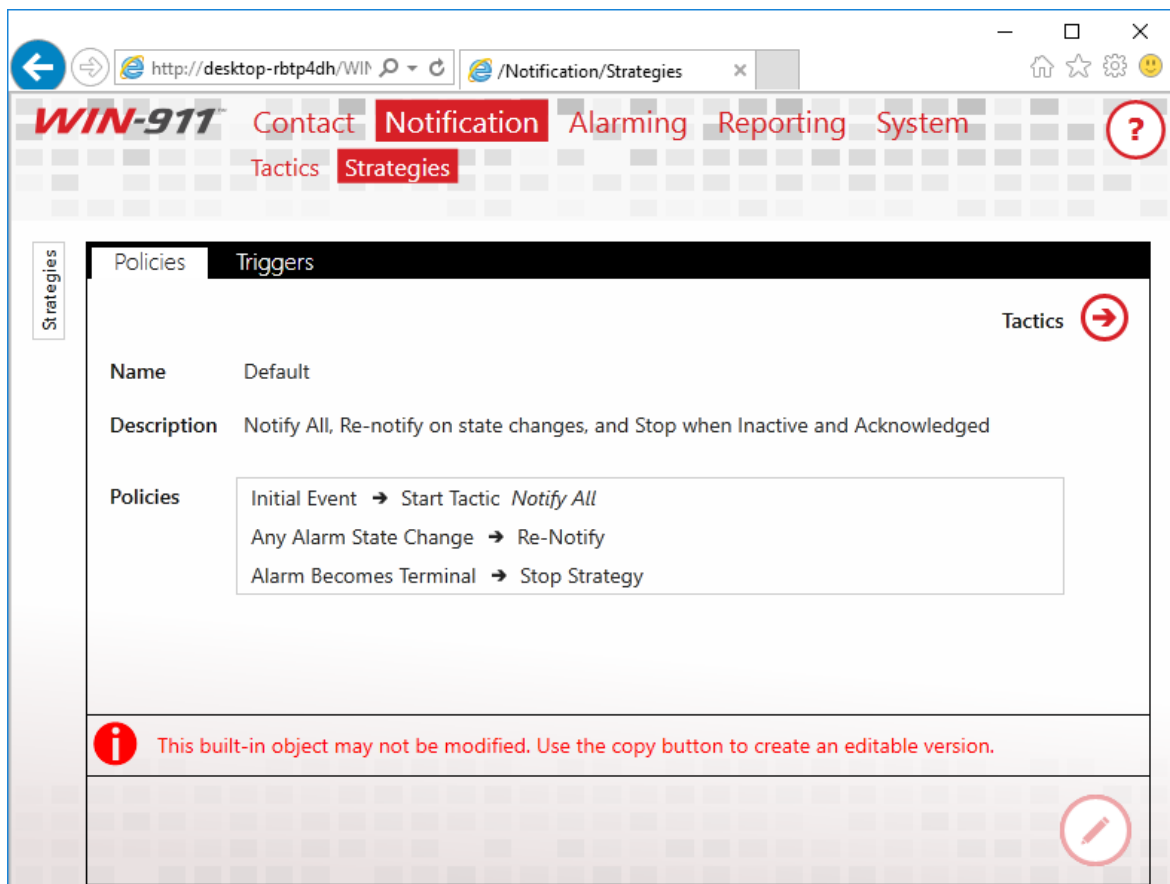 http://desktop-rbtp4dh/WIN
/Notification/Strategies
WIN-911™ Contact Notification Alarming Reporting System ?
Tactics Strategies
Strategies
Policies Triggers
Tactics
Name Default
Description Notify All, Re-notify on state changes, and Stop when Inactive and Acknowledged
Policies Initial Event ➔ Start Tactic Notify All
Any Alarm State Change ➔ Re-Notify
Alarm Becomes Terminal ➔ Stop Strategy
This built-in object may not be modified. Use the copy button to create an editable version.